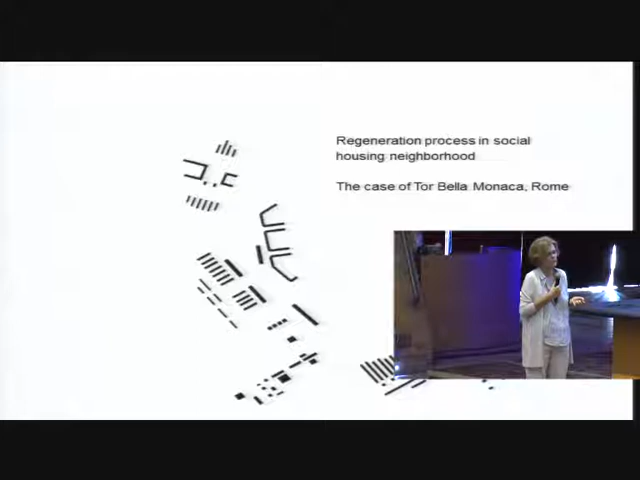 Regeneration process in social
housing neighborhood
The case of Tor Bella Monaca, Rome